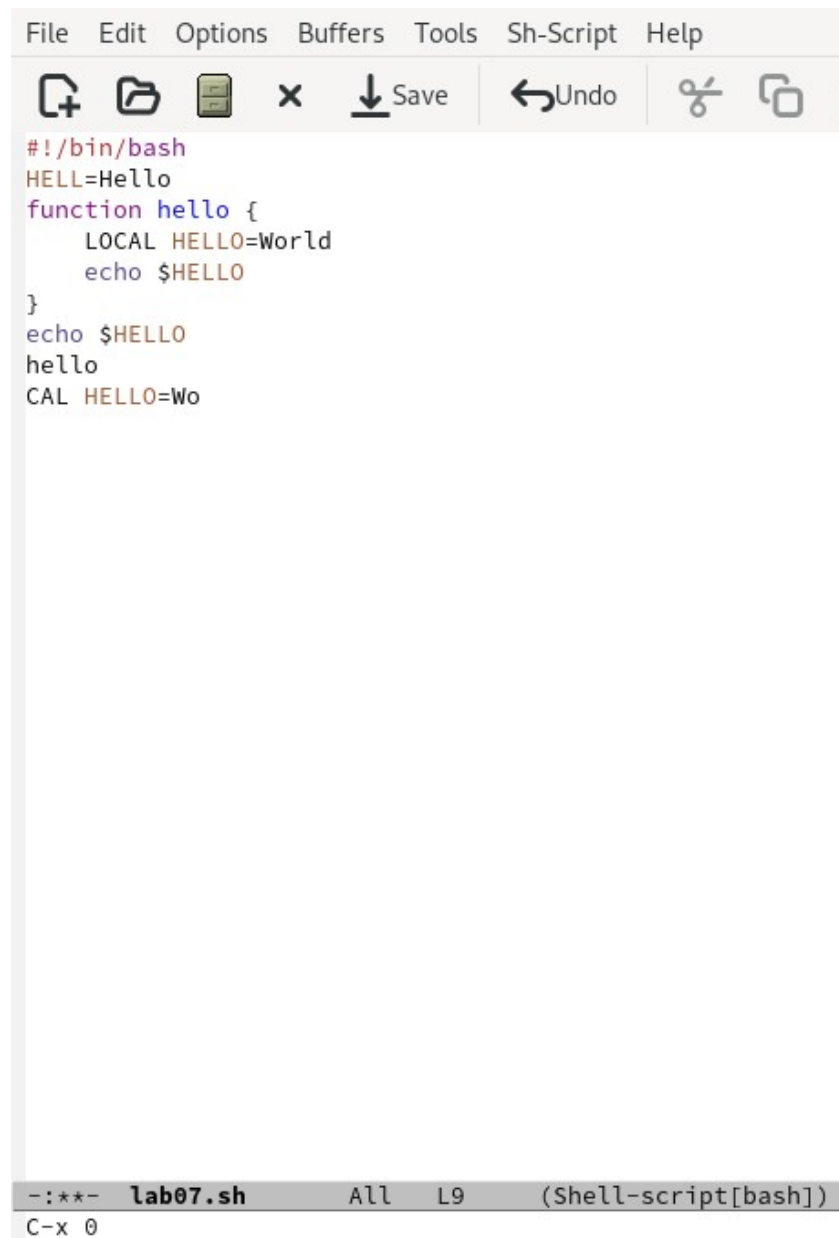 File Edit Options Buffers Tools Sh-Script Help
Save Undo
#!/bin/bash
HELL=Hello
function hello {
    LOCAL HELLO=World
    echo $HELLO
}
echo $HELLO
hello
CAL HELLO=Wo
-:**- lab07.sh All L9 (Shell-script[bash])
C-x 0